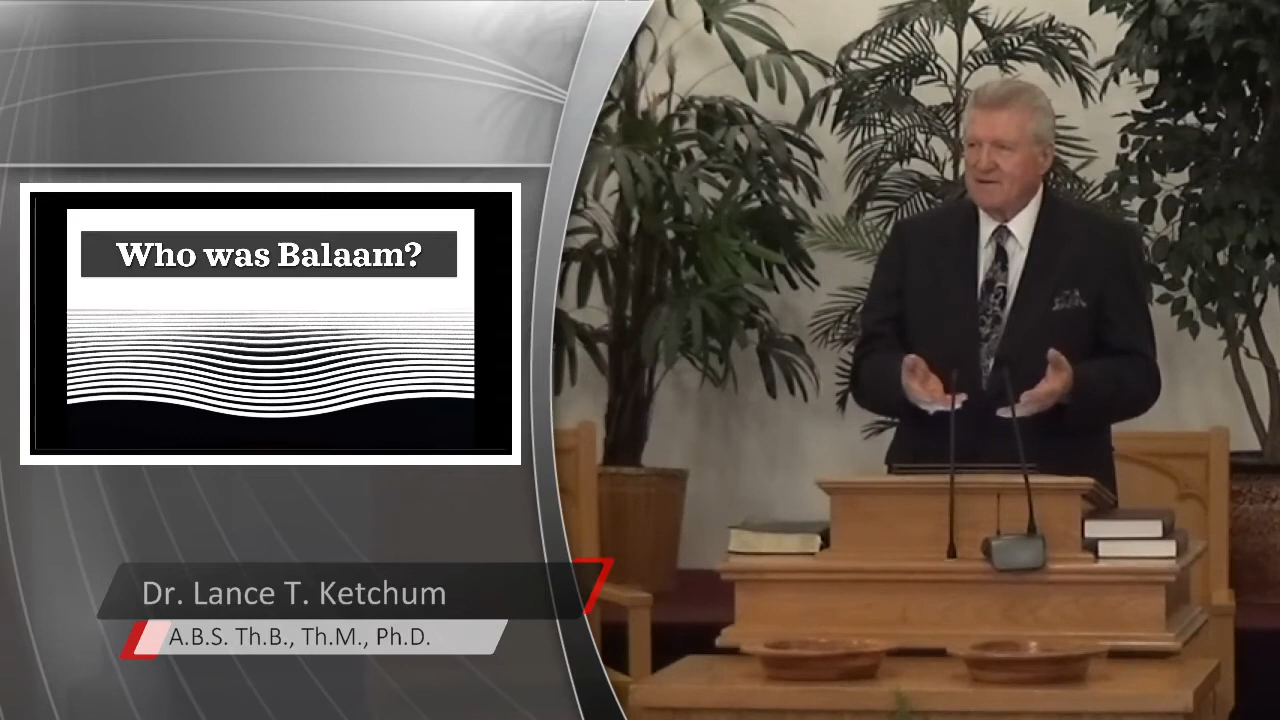 Who was Balaam?
Dr. Lance T. Ketchum
A.B.S. Th.B., Th.M., Ph.D.